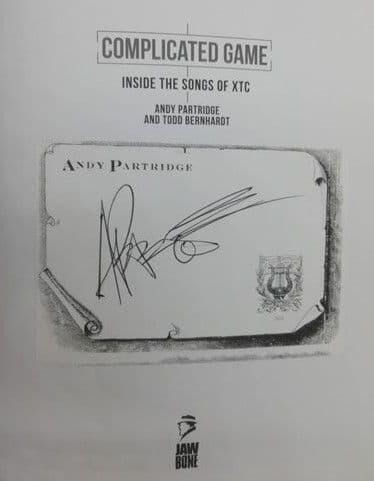 COMPLICATED GAME
INSIDE THE SONGS OF XTC
ANDY PARTRIDGE
AND TODD BERNHARDT
ANDY PARTRIDGE
JAW
BONE